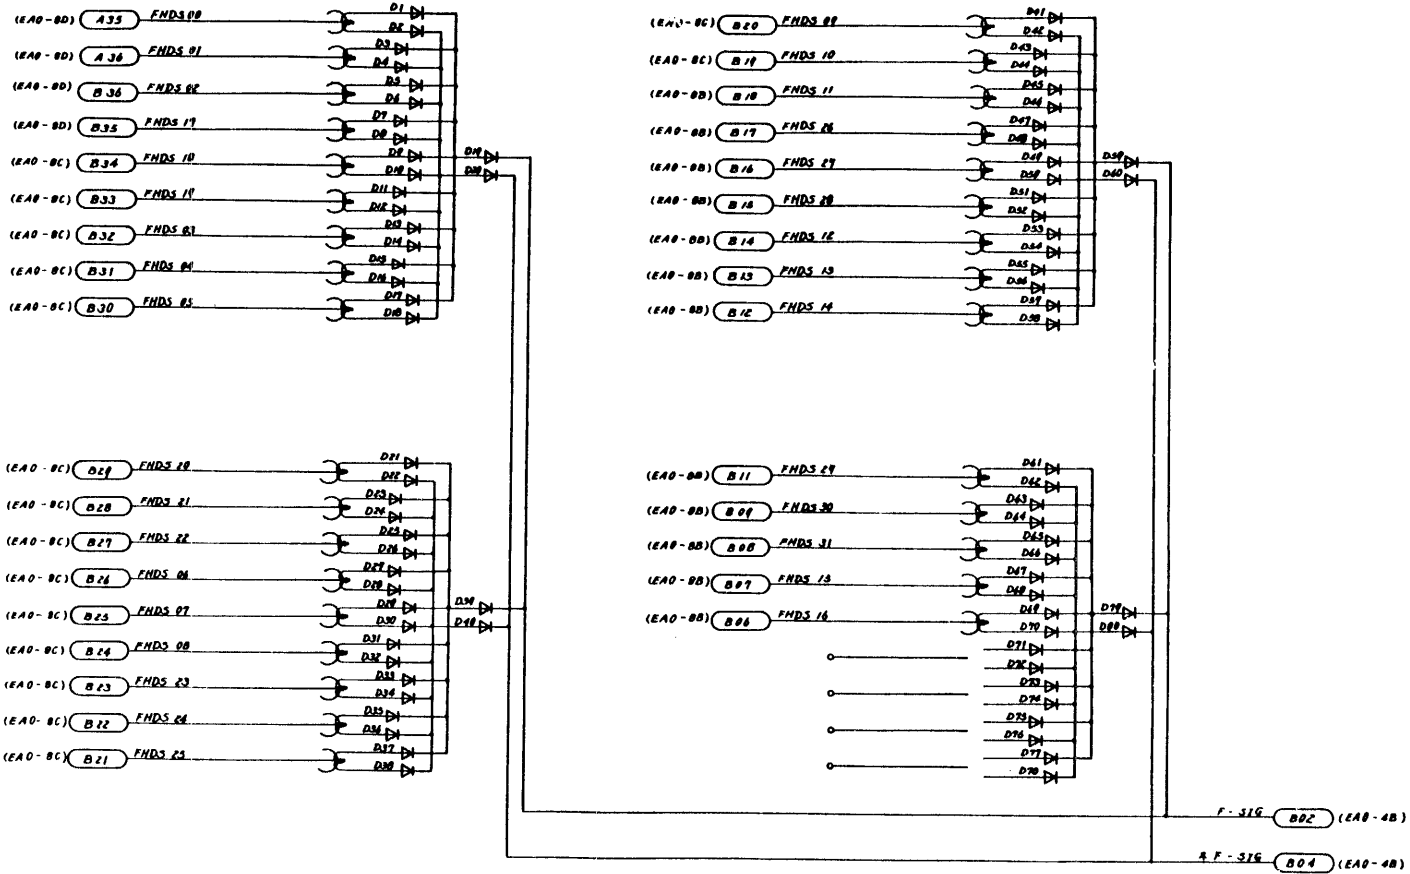 (EA0-8D) A35 FHDS 00 D1
D2
(EA0-8D) A36 FHDS 01 D3
D4
(EA0-8D) B36 FHDS 02 D5
D6
(EA0-8D) B35 FHDS 17 D7
D8
(EA0-8C) B34 FHDS 18 D9 D19
D10 D20
(EA0-8C) B33 FHDS 19 D11
D12
(EA0-8C) B32 FHDS 03 D13
D14
(EA0-8C) B31 FHDS 04 D15
D16
(EA0-8C) B30 FHDS 05 D17
D18
(EA0-8C) B20 FHDS 09 D41
D42
(EA0-8C) B19 FHDS 10 D43
D44
(EA0-8B) B18 FHDS 11 D45
D46
(EA0-8B) B17 FHDS 26 D47
D48
(EA0-8B) B16 FHDS 27 D49 D59
D50 D60
(EA0-8B) B15 FHDS 28 D51
D52
(EA0-8B) B14 FHDS 12 D53
D54
(EA0-8B) B13 FHDS 13 D55
D56
(EA0-8B) B12 FHDS 14 D57
D58
(EA0-8C) B29 FHDS 20 D21
D22
(EA0-8C) B28 FHDS 21 D23
D24
(EA0-8C) B27 FHDS 22 D25
D26
(EA0-8C) B26 FHDS 06 D27
D28
(EA0-8C) B25 FHDS 07 D29 D39
D30 D40
(EA0-8C) B24 FHDS 08 D31
D32
(EA0-8C) B23 FHDS 23 D33
D34
(EA0-8C) B22 FHDS 24 D35
D36
(EA0-8C) B21 FHDS 25 D37
D38
(EA0-8B) B11 FHDS 29 D61
D62
(EA0-8B) B09 FHDS 30 D63
D64
(EA0-8B) B08 FHDS 31 D65
D66
(EA0-8B) B07 FHDS 15 D67
D68
(EA0-8B) B06 FHDS 16 D69 D79
D70 D80
D71
D72
D73
D74
D75
D76
D77
D78
F-SIG B02 (EA0-4B)
* F-SIG B04 (EA0-4B)